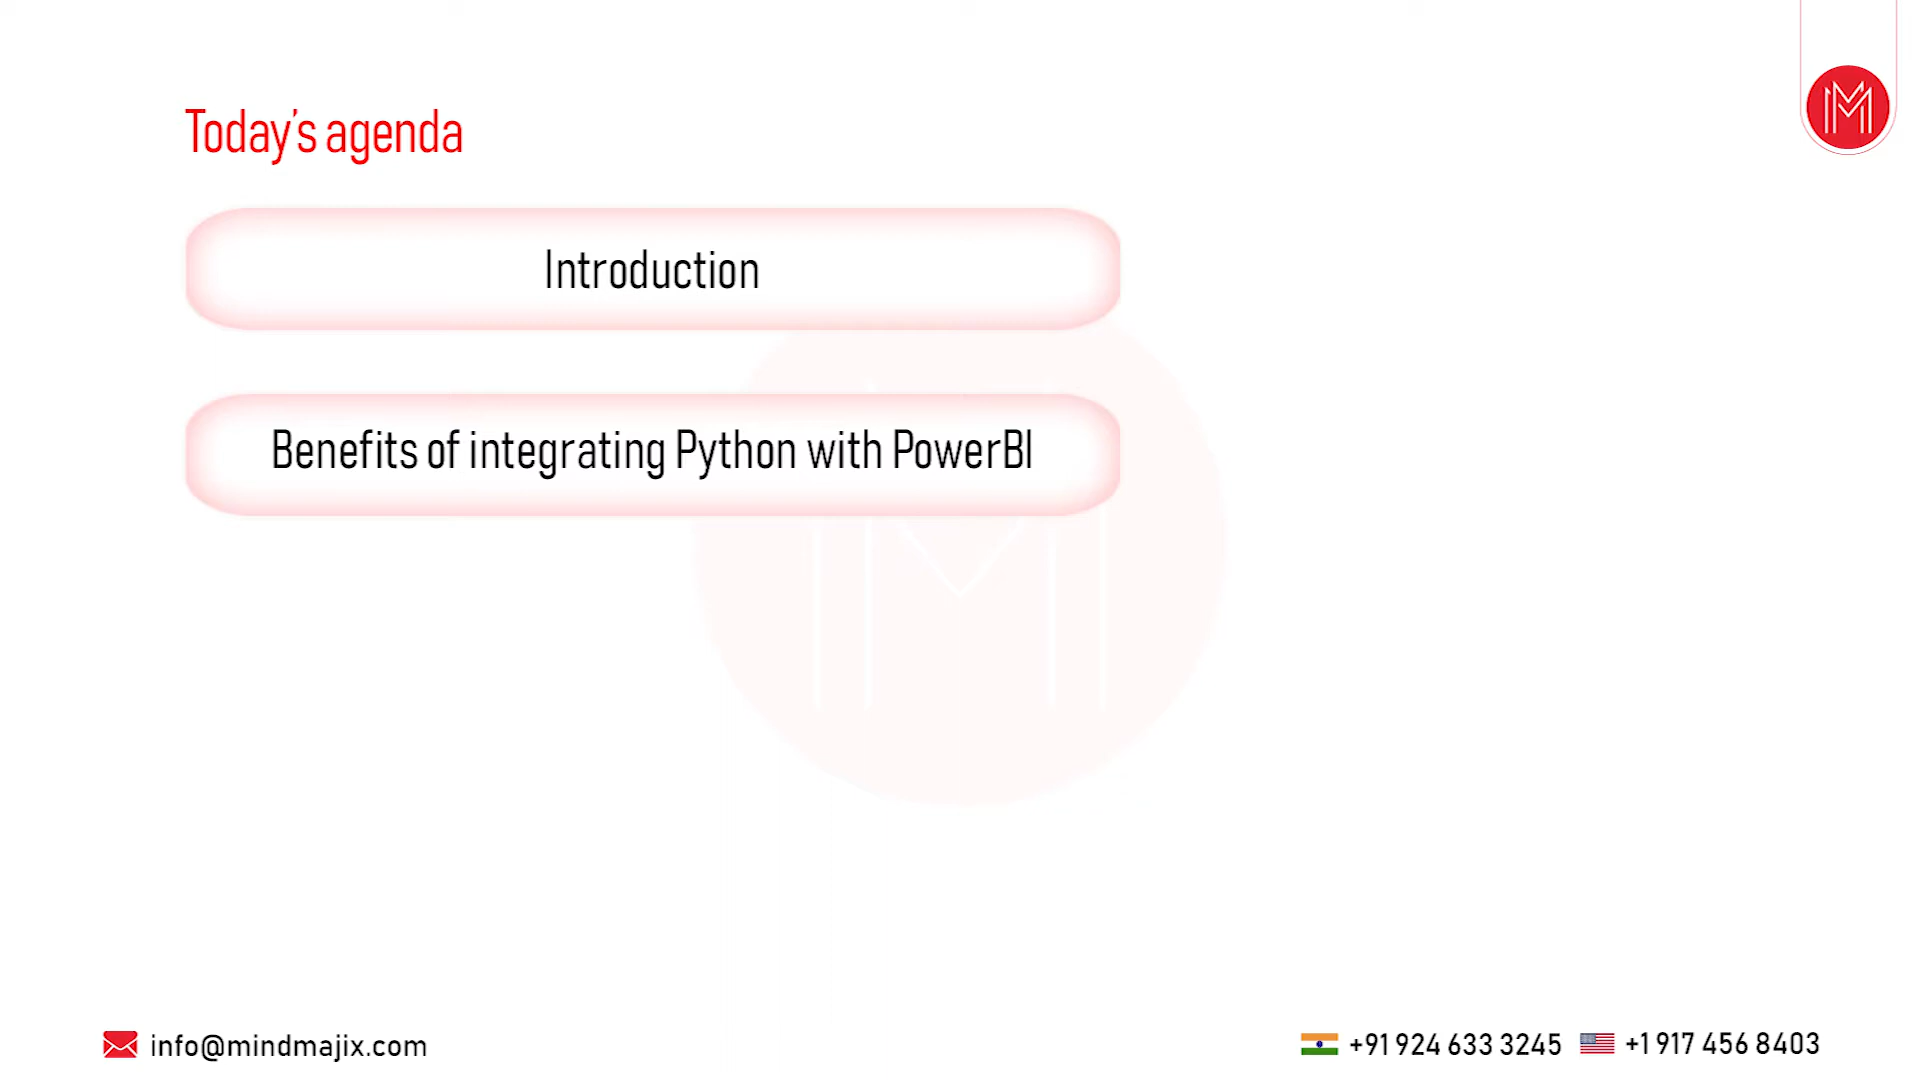 Today's agenda
Introduction
Benefits of integrating Python with PowerBI
info@mindmajix.com
+91 924 633 3245
+1 917 456 8403